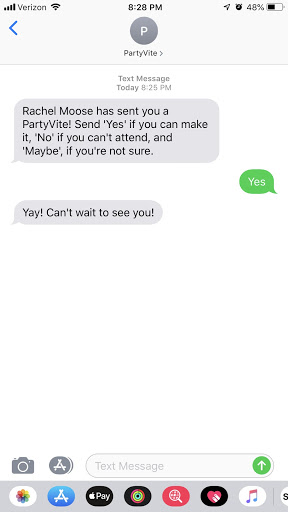 Verizon 8:28 PM 48%
P
PartyVite >
Text Message
Today 8:25 PM
Rachel Moose has sent you a
PartyVite! Send 'Yes' if you can make
it, 'No' if you can't attend, and
'Maybe', if you're not sure.
Yes
Yay! Can't wait to see you!
Text Message
Pay
S